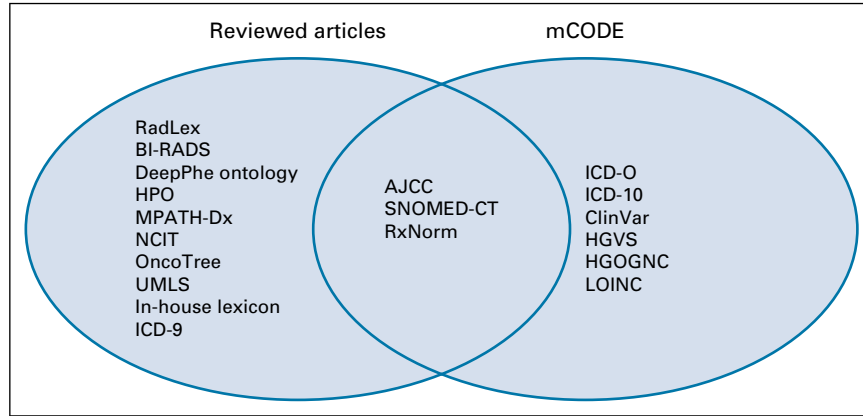 Reviewed articles
mCODE
RadLex
BI-RADS
DeepPhe ontology
HPO
MPATH-Dx
NCIT
OncoTree
UMLS
In-house lexicon
ICD-9
AJCC
SNOMED-CT
RxNorm
ICD-O
ICD-10
ClinVar
HGVS
HGOGNC
LOINC